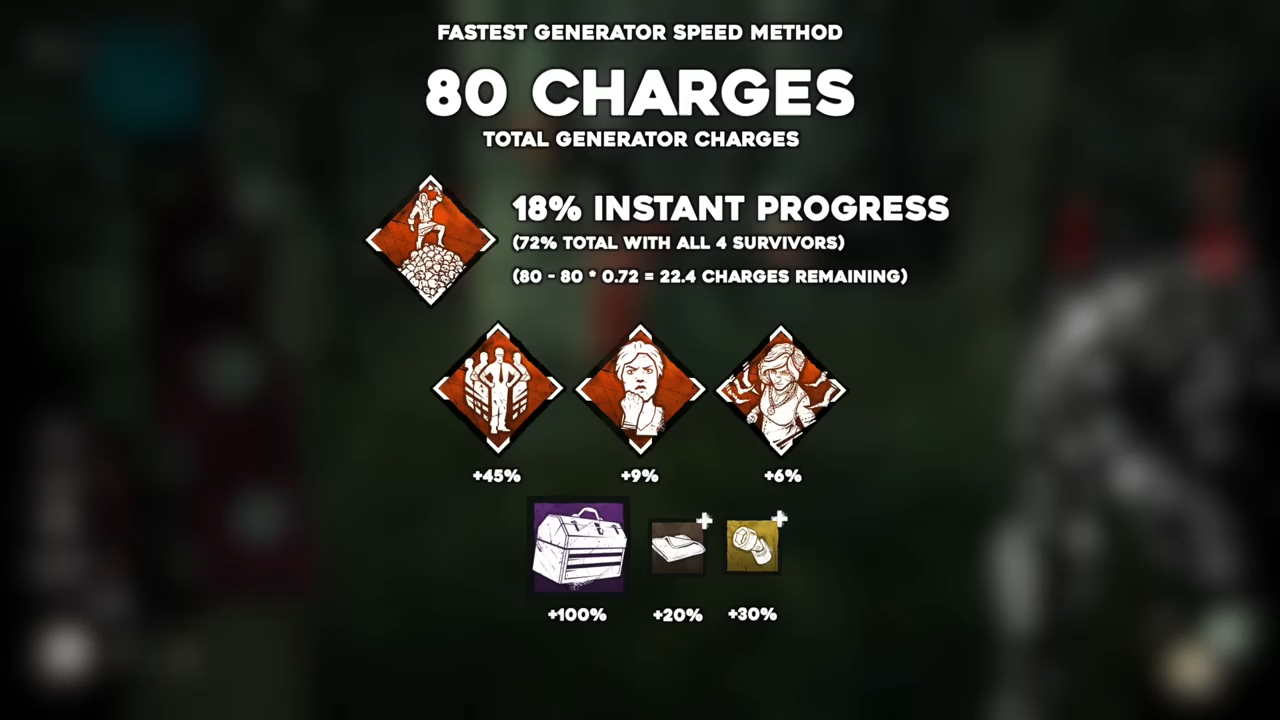 FASTEST GENERATOR SPEED METHOD
80 CHARGES
TOTAL GENERATOR CHARGES
18% INSTANT PROGRESS
(72% TOTAL WITH ALL 4 SURVIVORS)
(80 - 80 * 0.72 = 22.4 CHARGES REMAINING)
+45% +9% +6%
+100% +20% +30%